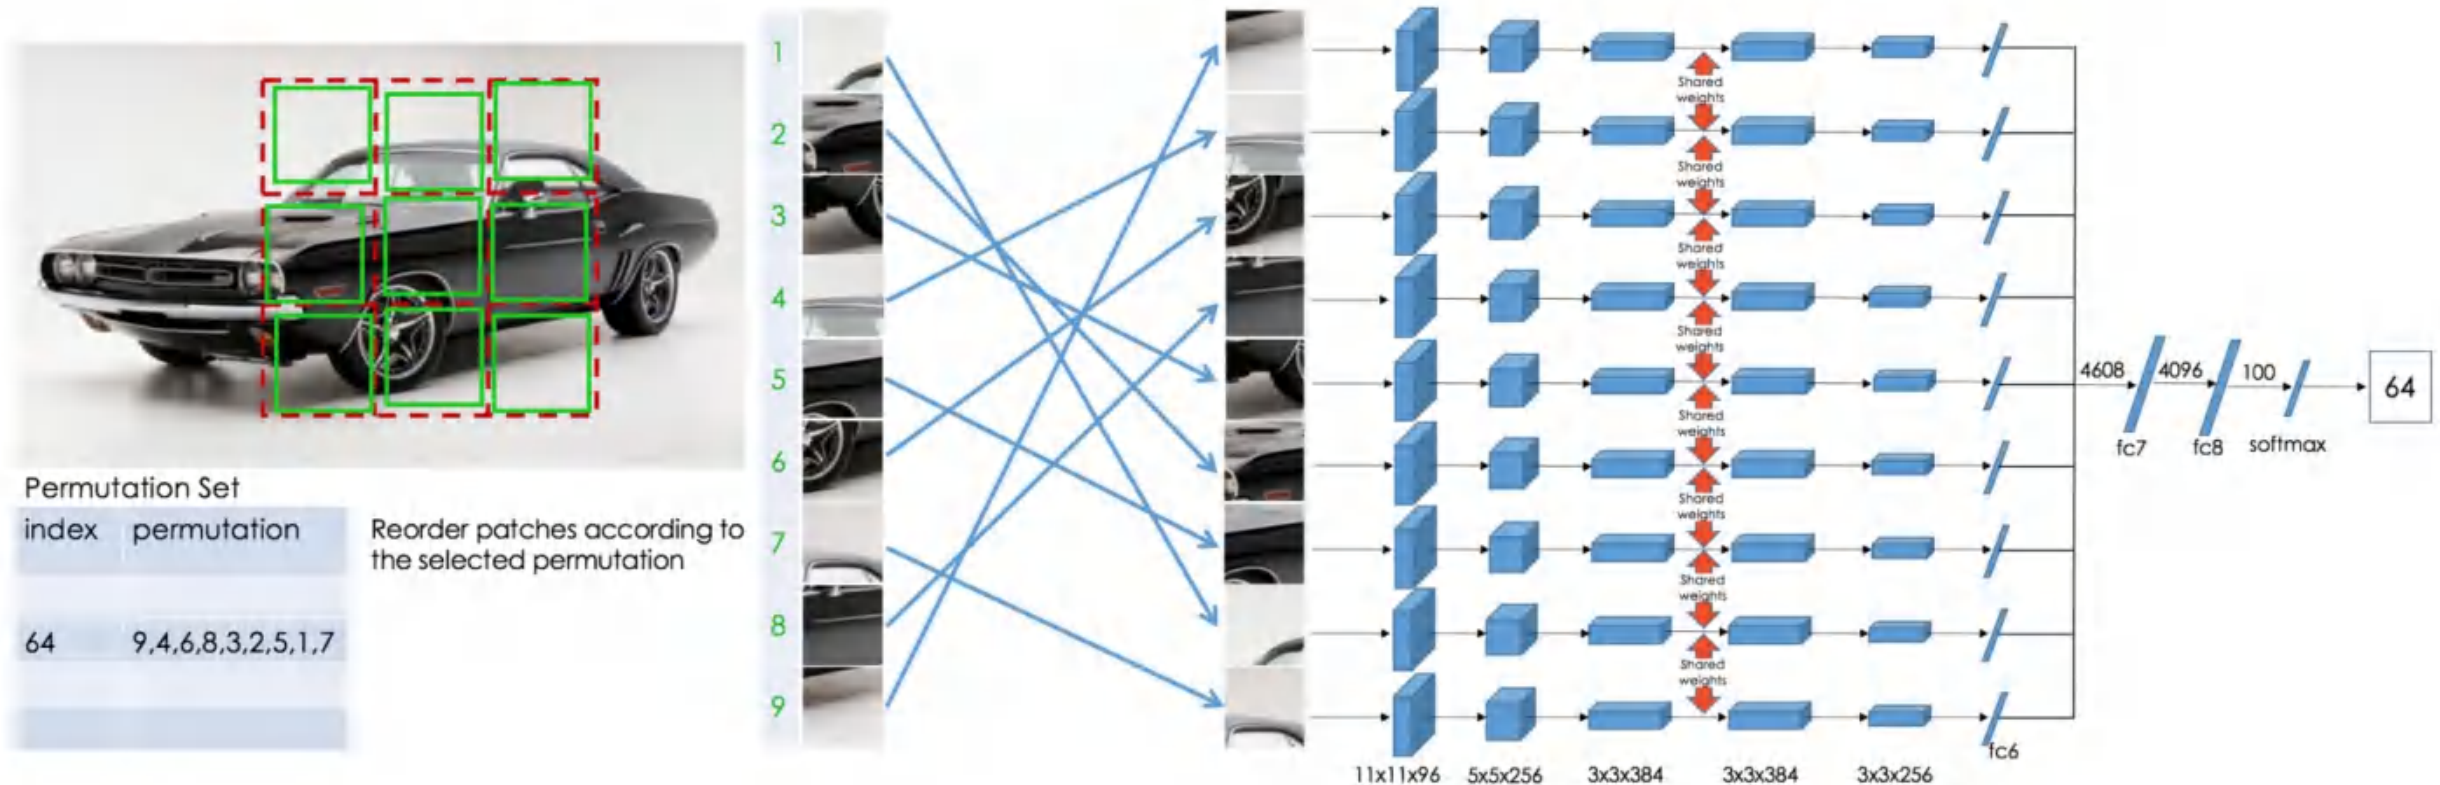 Permutation Set
index permutation
64 9,4,6,8,3,2,5,1,7
Reorder patches according to
the selected permutation
1
2
3
4
5
6
7
8
9
Shared
weights
Shared
weights
Shared
weights
Shared
weights
Shared
weights
Shared
weights
Shared
weights
Shared
weights
11x11x96 5x5x256 3x3x384 3x3x384 3x3x256
fc6
4608 4096 100
fc7 fc8 softmax
64